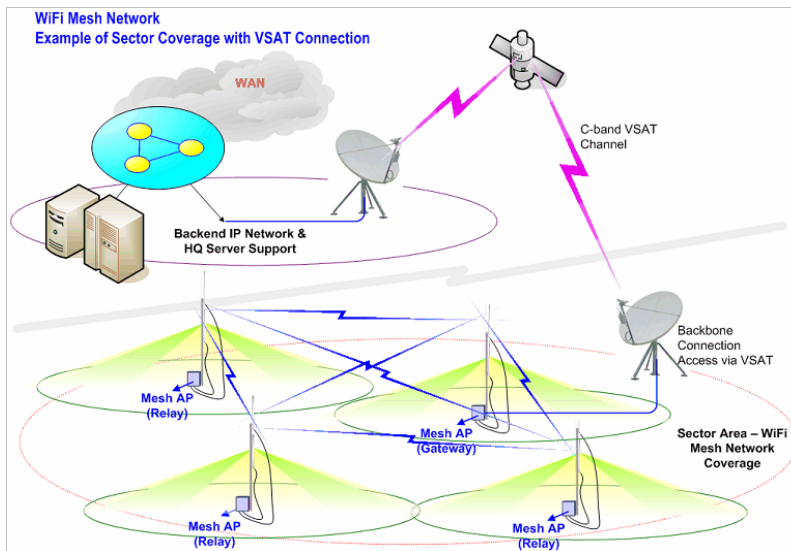 WiFi Mesh Network
Example of Sector Coverage with VSAT Connection
WAN
C-band VSAT
Channel
Backend IP Network &
HQ Server Support
Backbone
Connection
Access via VSAT
Mesh AP
(Relay)
Mesh AP
(Gateway)
Sector Area – WiFi
Mesh Network
Coverage
Mesh AP
(Relay)
Mesh AP
(Relay)